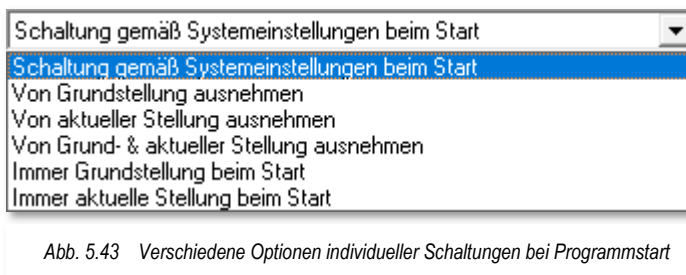 Schaltung gemäß Systemeinstellungen beim Start
Schaltung gemäß Systemeinstellungen beim Start
Von Grundstellung ausnehmen
Von aktueller Stellung ausnehmen
Von Grund- & aktueller Stellung ausnehmen
Immer Grundstellung beim Start
Immer aktuelle Stellung beim Start
Abb. 5.43 Verschiedene Optionen individueller Schaltungen bei Programmstart